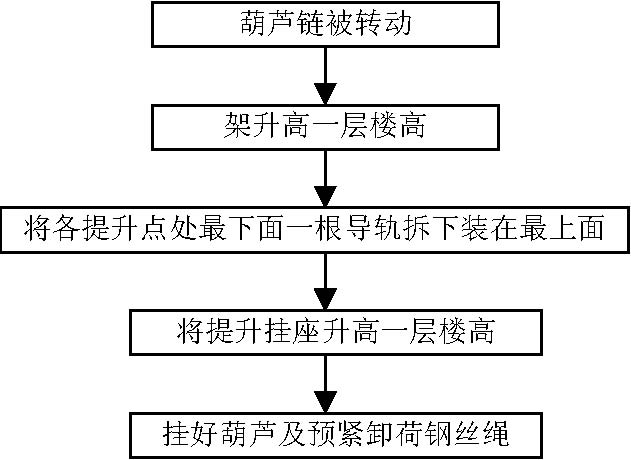 葫芦链被转动
架升高一层楼高
将各提升点处最下面一根导轨拆下装在最上面
将提升挂座升高一层楼高
挂好葫芦及预紧卸荷钢丝绳